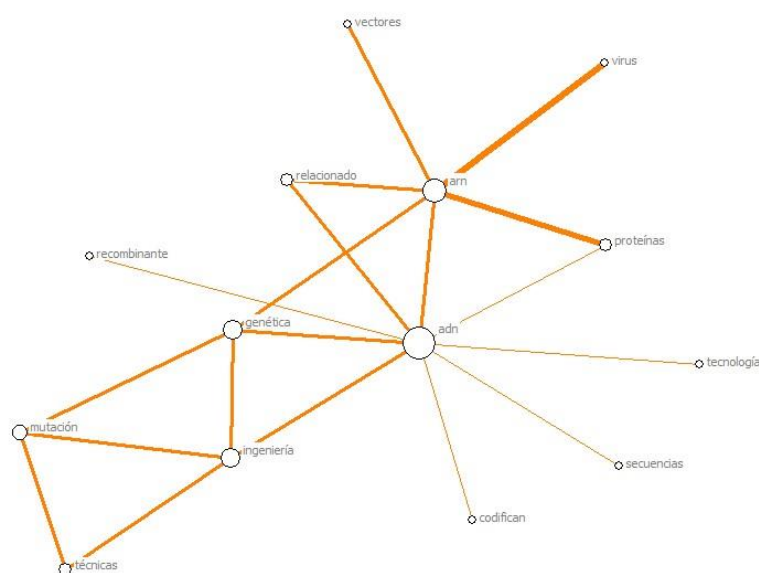 vectores
virus
relacionado
arn
proteínas
recombinante
genética
adn
tecnología
mutación
ingeniería
secuencias
codifican
técnicas